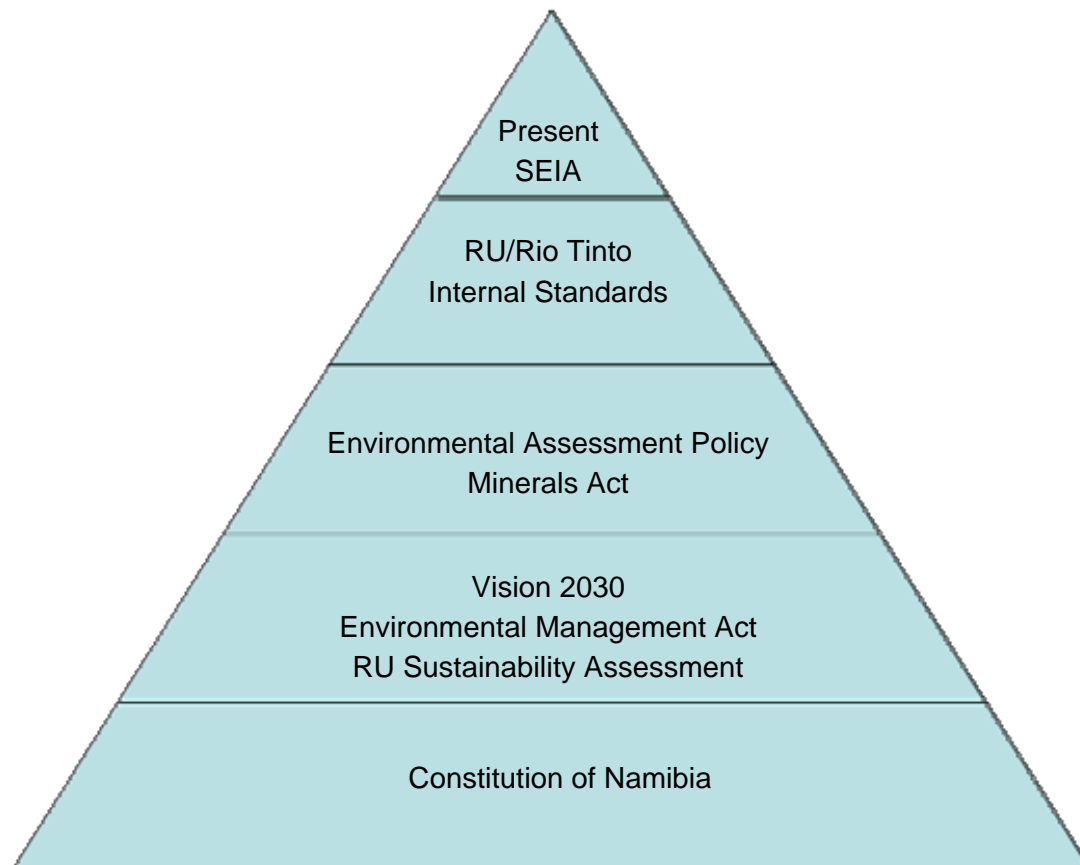 Present
SEIA
RU/Rio Tinto
Internal Standards
Environmental Assessment Policy
Minerals Act
Vision 2030
Environmental Management Act
RU Sustainability Assessment
Constitution of Namibia